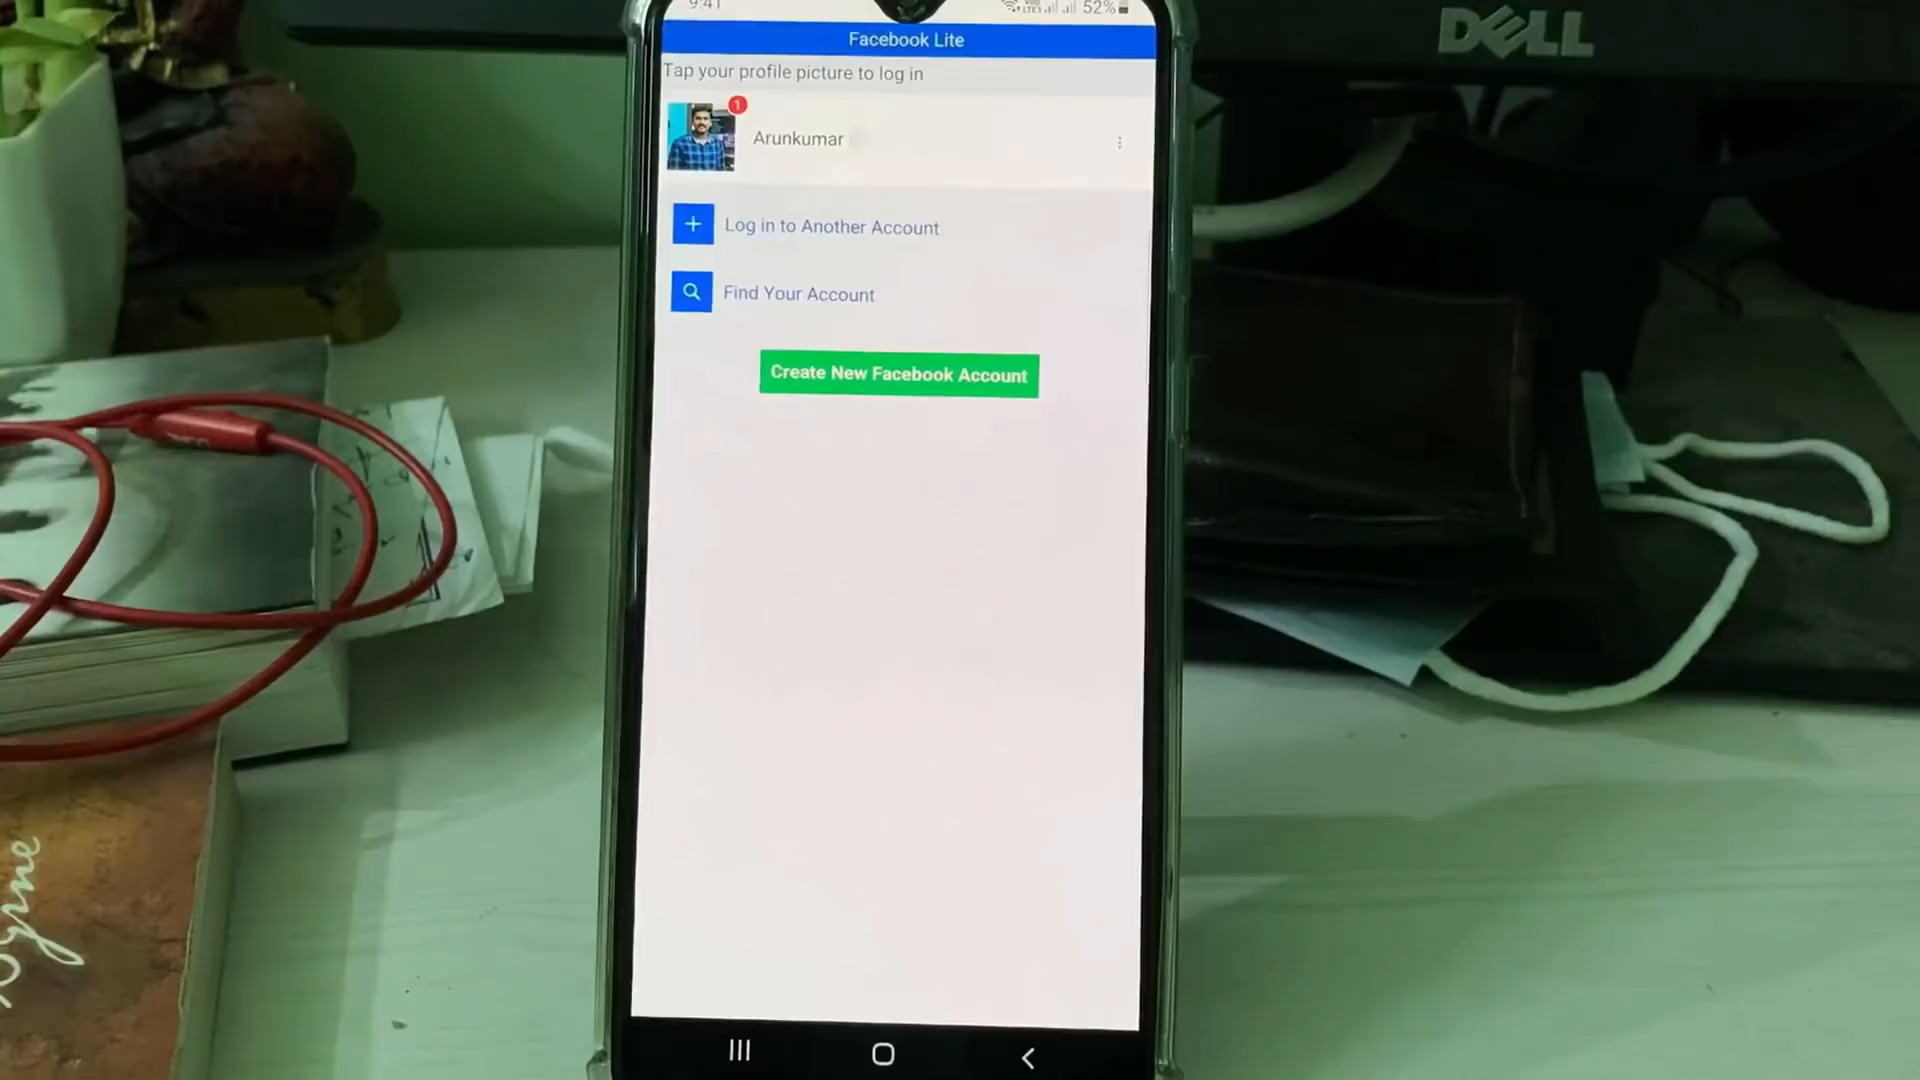 9:41
52%
DELL
Facebook Lite
Tap your profile picture to log in
1
Arunkumar
Log in to Another Account
Find Your Account
Create New Facebook Account